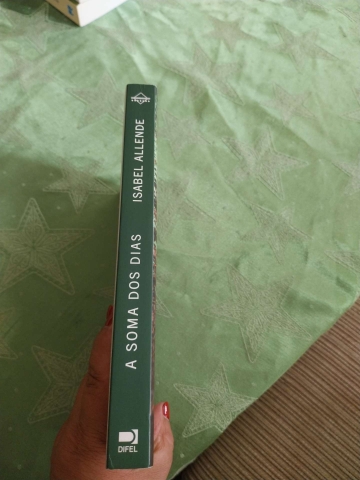 A SOMA DOS DIAS
ISABEL ALLENDE
DIFEL